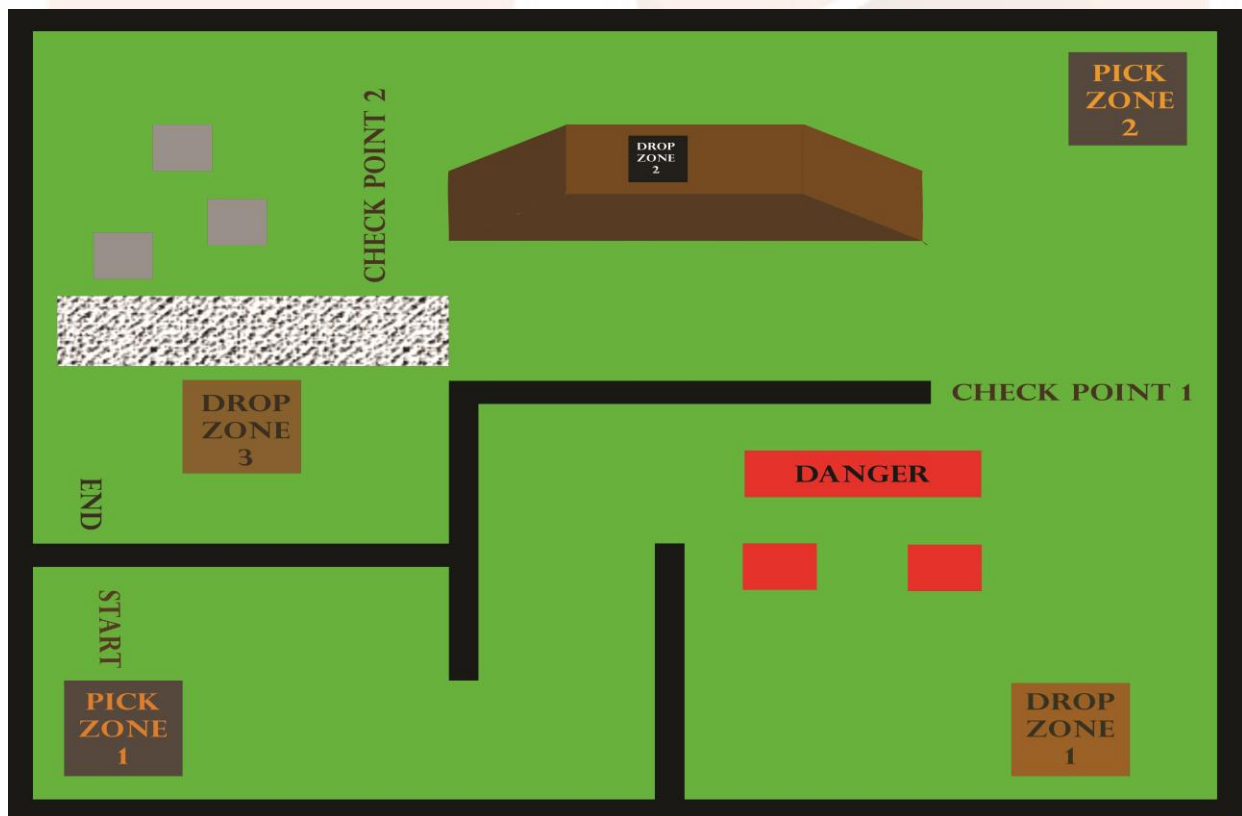 PICK
ZONE
2
CHECK POINT 2
DROP
ZONE
2
CHECK POINT 1
DROP
ZONE
3
DANGER
END
START
PICK
ZONE
1
DROP
ZONE
1